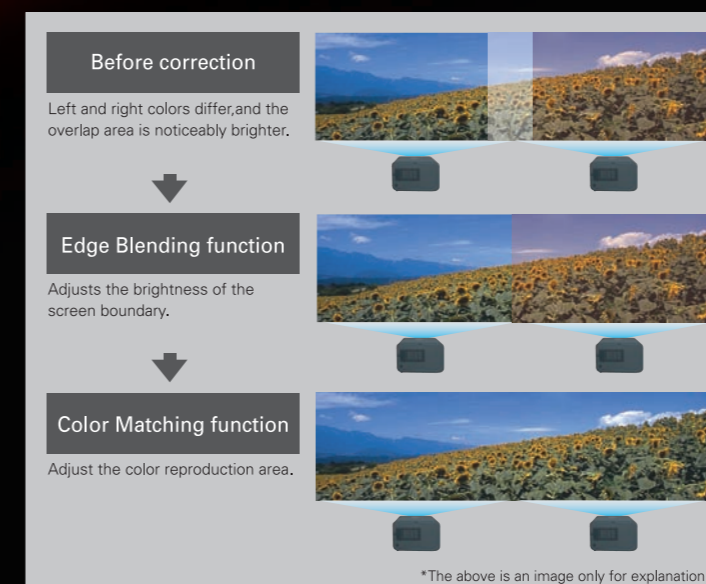 Before correction
Left and right colors differ,and the
overlap area is noticeably brighter.
Edge Blending function
Adjusts the brightness of the
screen boundary.
Color Matching function
Adjust the color reproduction area.
*The above is an image only for explanation